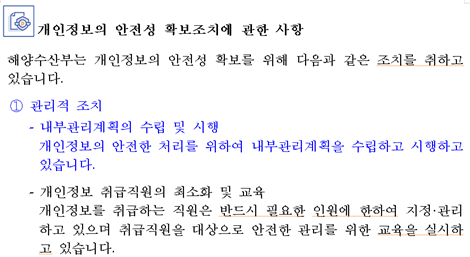 개인정보의 안전성 확보조치에 관한 사항
해양수산부는 개인정보의 안전성 확보를 위해 다음과 같은 조치를 취하고
있습니다.
① 관리적 조치
- 내부관리계획의 수립 및 시행
개인정보의 안전한 처리를 위하여 내부관리계획을 수립하고 시행하고
있습니다.
- 개인정보 취급직원의 최소화 및 교육
개인정보를 취급하는 직원은 반드시 필요한 인원에 한하여 지정·관리
하고 있으며 취급직원을 대상으로 안전한 관리를 위한 교육을 실시하
고 있습니다.